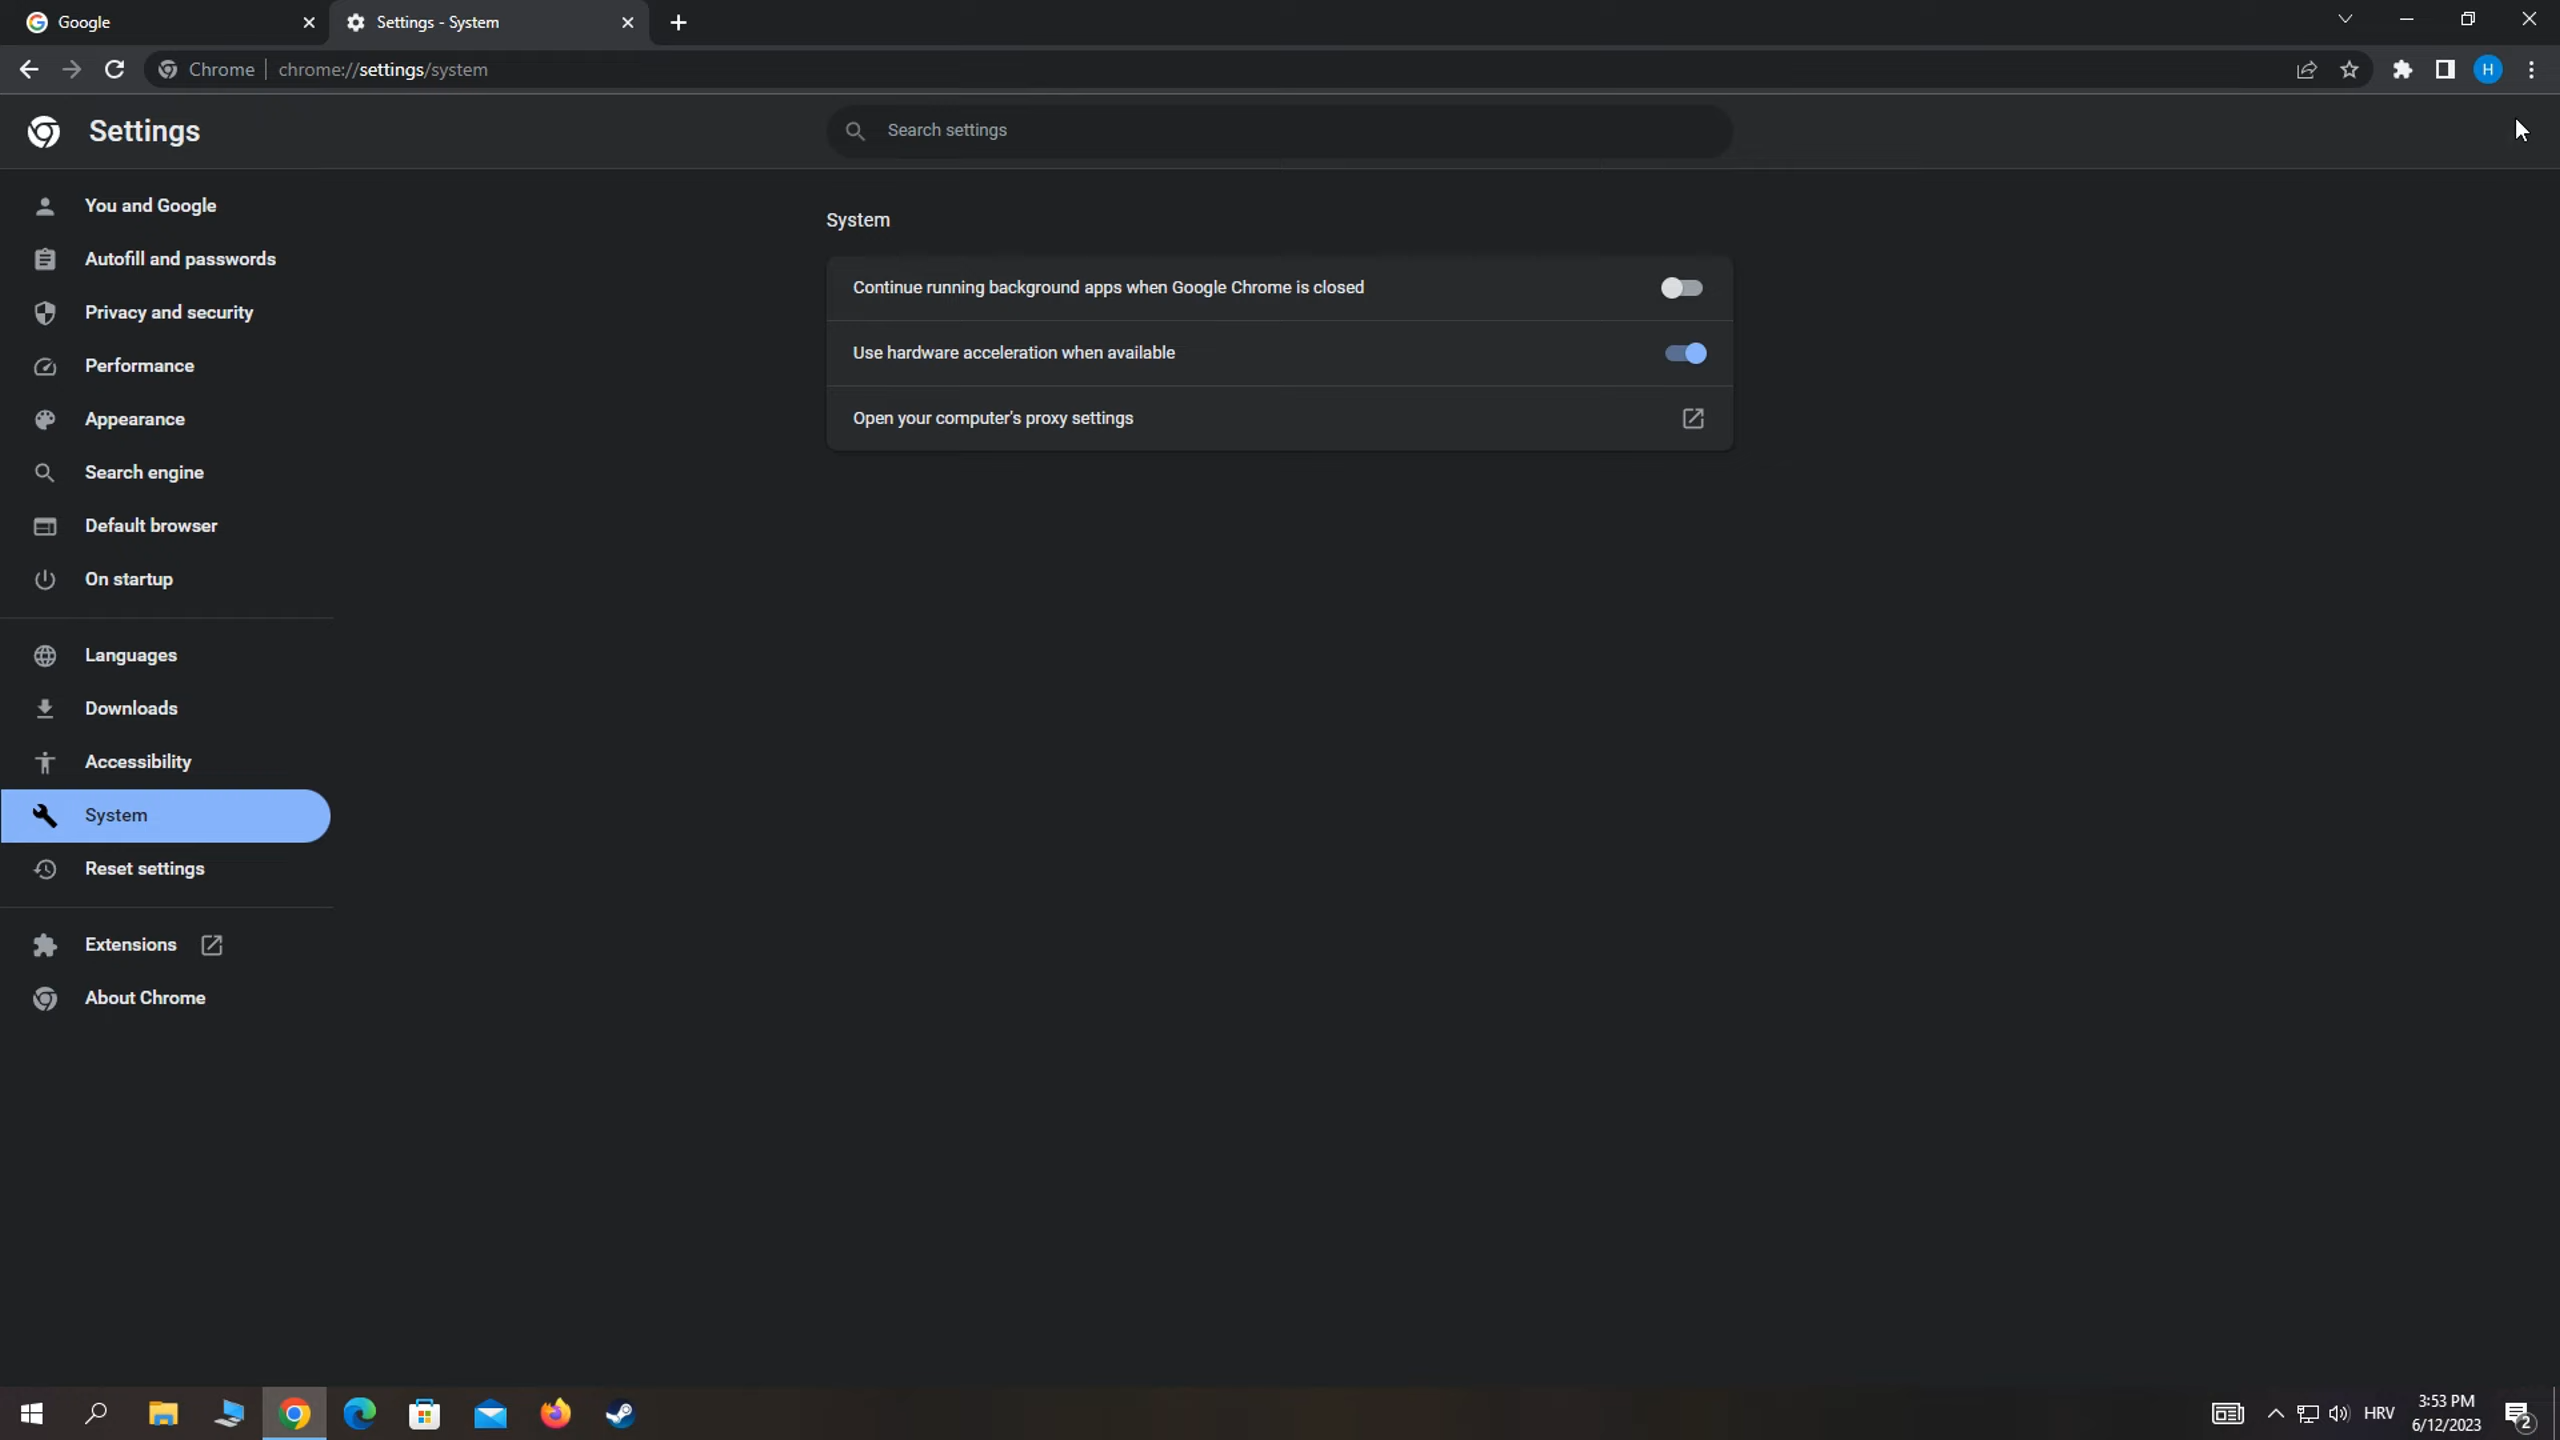 Google
Settings - System
Chrome
chrome://settings/system
H
Settings
Search settings
You and Google
Autofill and passwords
Privacy and security
Performance
Appearance
Search engine
Default browser
On startup
Languages
Downloads
Accessibility
System
Reset settings
Extensions
About Chrome
System
Continue running background apps when Google Chrome is closed
Use hardware acceleration when available
Open your computer's proxy settings
HRV
3:53 PM
6/12/2023
2